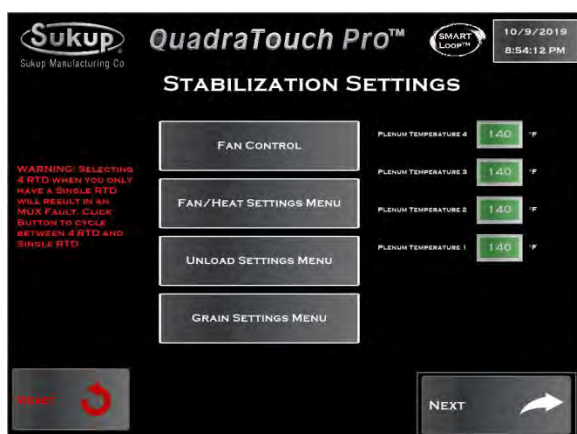 Sukup
Sukup Manufacturing Co.
QuadraTouch Pro™
SMART
LOOP™
10/9/2019
8:54:12 PM
STABILIZATION SETTINGS
WARNING: SELECTING
4 RTD WHEN YOU ONLY
HAVE A SINGLE RTD
WILL RESULT IN AN
MUX FAULT. CLICK
BUTTON TO CYCLE
BETWEEN 4 RTD AND
SINGLE RTD
FAN CONTROL
FAN/HEAT SETTINGS MENU
UNLOAD SETTINGS MENU
GRAIN SETTINGS MENU
PLENUM TEMPERATURE 4 140 °F
PLENUM TEMPERATURE 3 140 °F
PLENUM TEMPERATURE 2 140 °F
PLENUM TEMPERATURE 1 140 °F
RESET
NEXT